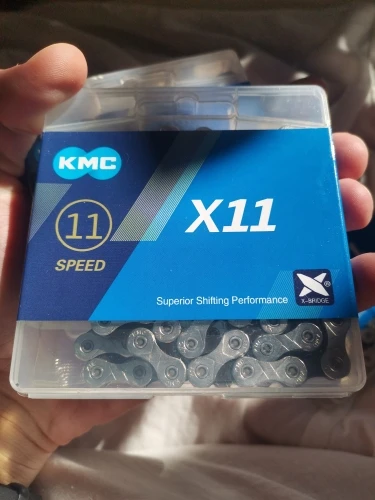 KMC
X11
11
SPEED
Superior Shifting Performance
X®
X-BRIDGE